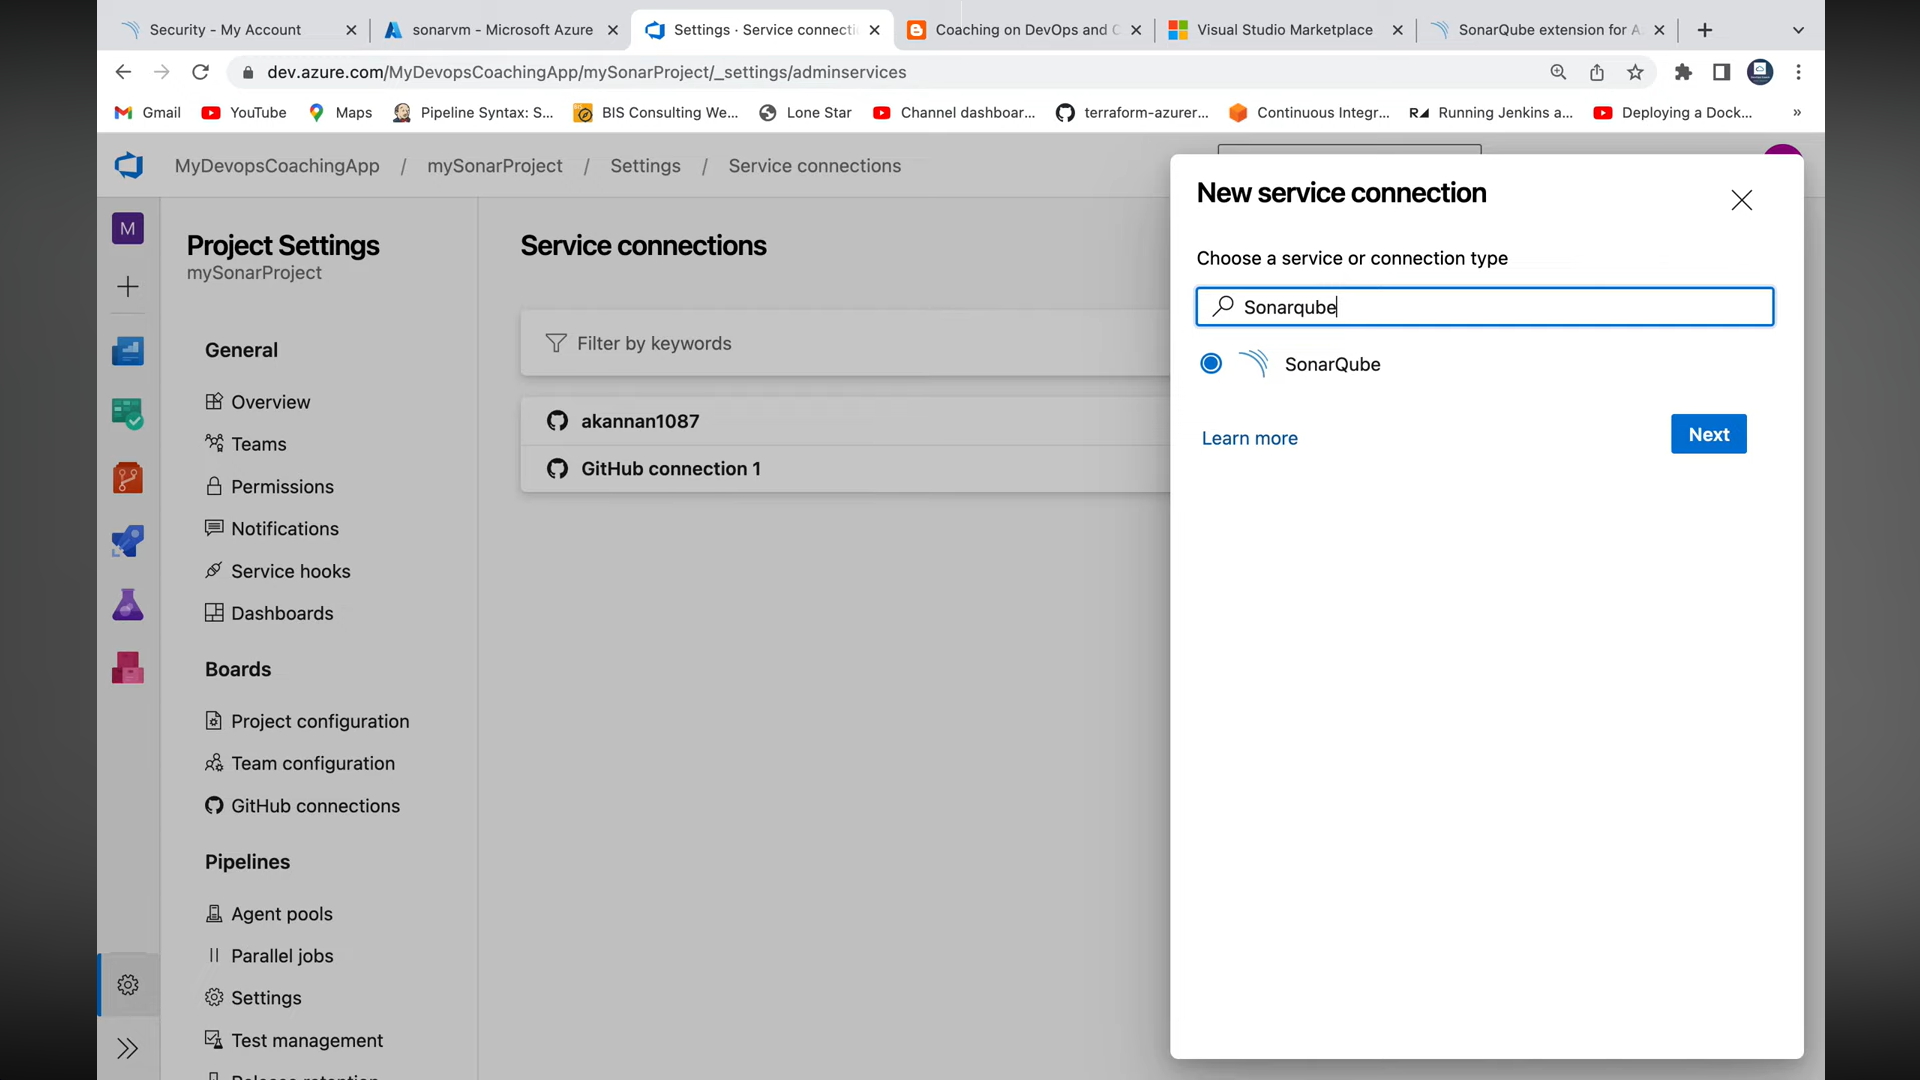 Security - My Account
sonarvm - Microsoft Azure
Settings · Service connecti
Coaching on DevOps and C
Visual Studio Marketplace
SonarQube extension for A
dev.azure.com/MyDevopsCoachingApp/mySonarProject/_settings/adminservices
Gmail
YouTube
Maps
Pipeline Syntax: S...
BIS Consulting We...
Lone Star
Channel dashboar...
terraform-azurer...
Continuous Integr...
Running Jenkins a...
Deploying a Dock...
MyDevopsCoachingApp / mySonarProject / Settings / Service connections
M
Project Settings
mySonarProject
General
Overview
Teams
Permissions
Notifications
Service hooks
Dashboards
Boards
Project configuration
Team configuration
GitHub connections
Pipelines
Agent pools
Parallel jobs
Settings
Test management
Release retention
Service connections
Filter by keywords
akannan1087
GitHub connection 1
New service connection
Choose a service or connection type
Sonarqube
SonarQube
Learn more
Next